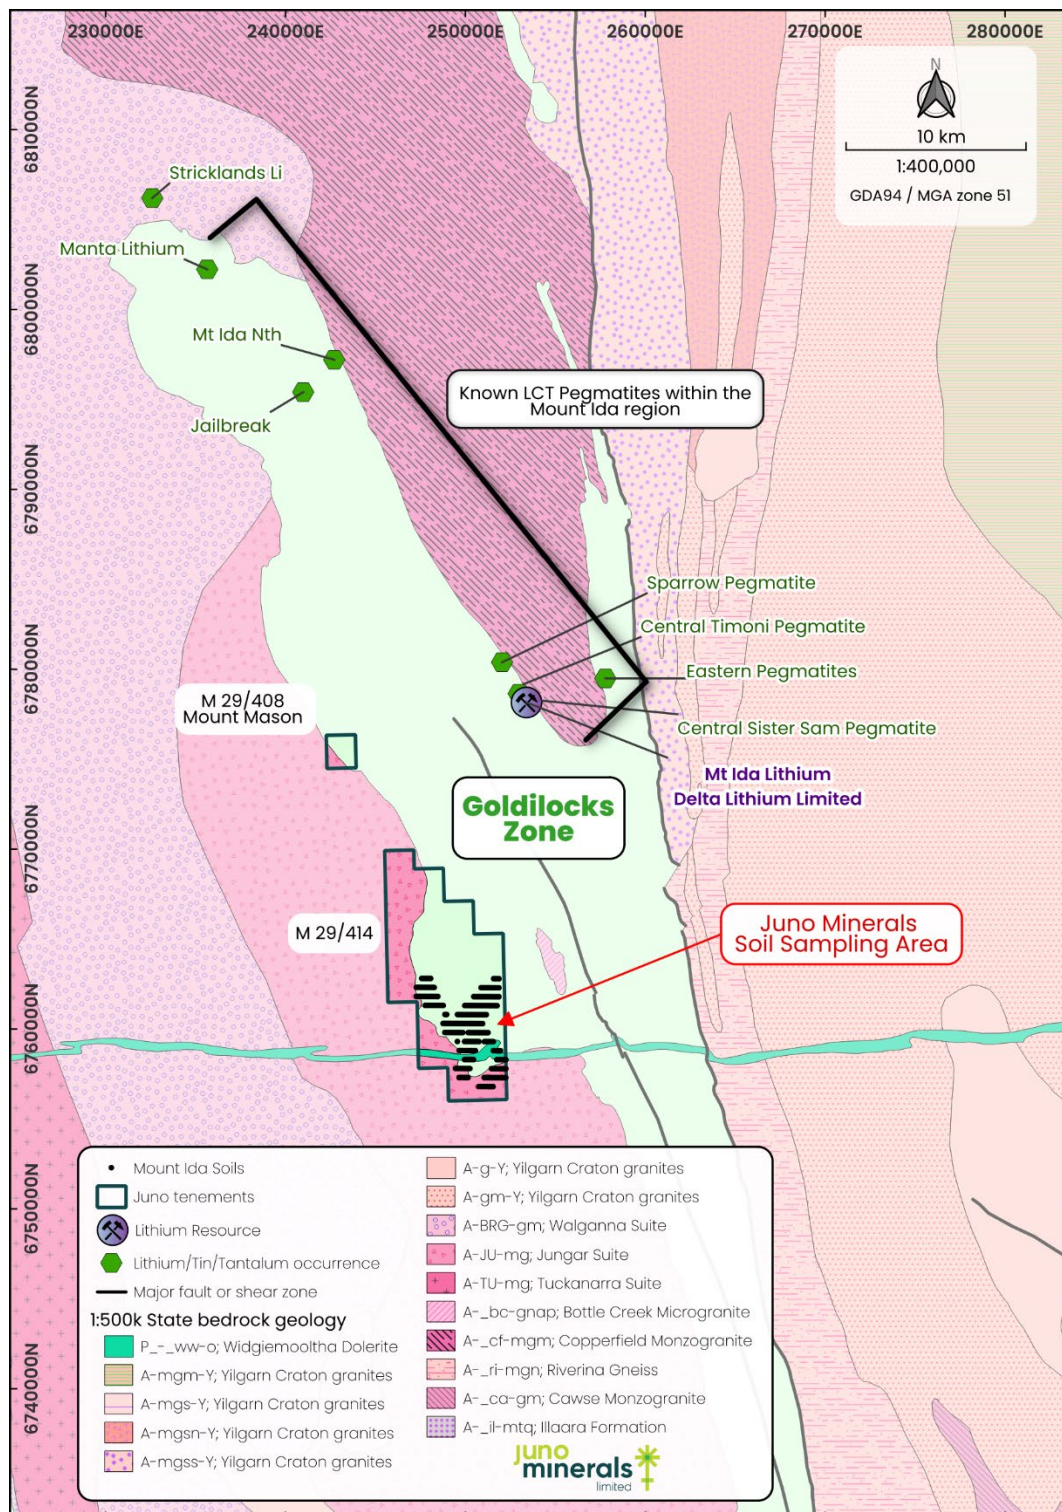 230000E 240000E 250000E 260000E 270000E 280000E
6810000N
6800000N
6790000N
6780000N
6770000N
6760000N
6750000N
6740000N
N
10 km
1:400,000
GDA94 / MGA zone 51
Stricklands Li
Manta Lithium
Mt Ida Nth
Jailbreak
Known LCT Pegmatites within the
Mount Ida region
Sparrow Pegmatite
Central Timoni Pegmatite
Eastern Pegmatites
Central Sister Sam Pegmatite
Mt Ida Lithium
Delta Lithium Limited
M 29/408
Mount Mason
Goldilocks
Zone
M 29/414
Juno Minerals
Soil Sampling Area
Mount Ida Soils
Juno tenements
Lithium Resource
Lithium/Tin/Tantalum occurrence
Major fault or shear zone
1:500k State bedrock geology
P_-_ww-o; Widgiemooltha Dolerite
A-mgm-Y; Yilgarn Craton granites
A-mgs-Y; Yilgarn Craton granites
A-mgsn-Y; Yilgarn Craton granites
A-mgss-Y; Yilgarn Craton granites
A-g-Y; Yilgarn Craton granites
A-gm-Y; Yilgarn Craton granites
A-BRG-gm; Walganna Suite
A-JU-mg; Jungar Suite
A-TU-mg; Tuckanarra Suite
A-_bc-gnap; Bottle Creek Microgranite
A-_cf-mgm; Copperfield Monzogranite
A-_ri-mgn; Riverina Gneiss
A-_ca-gm; Cawse Monzogranite
A-_il-mtq; Illaara Formation
juno
minerals
limited